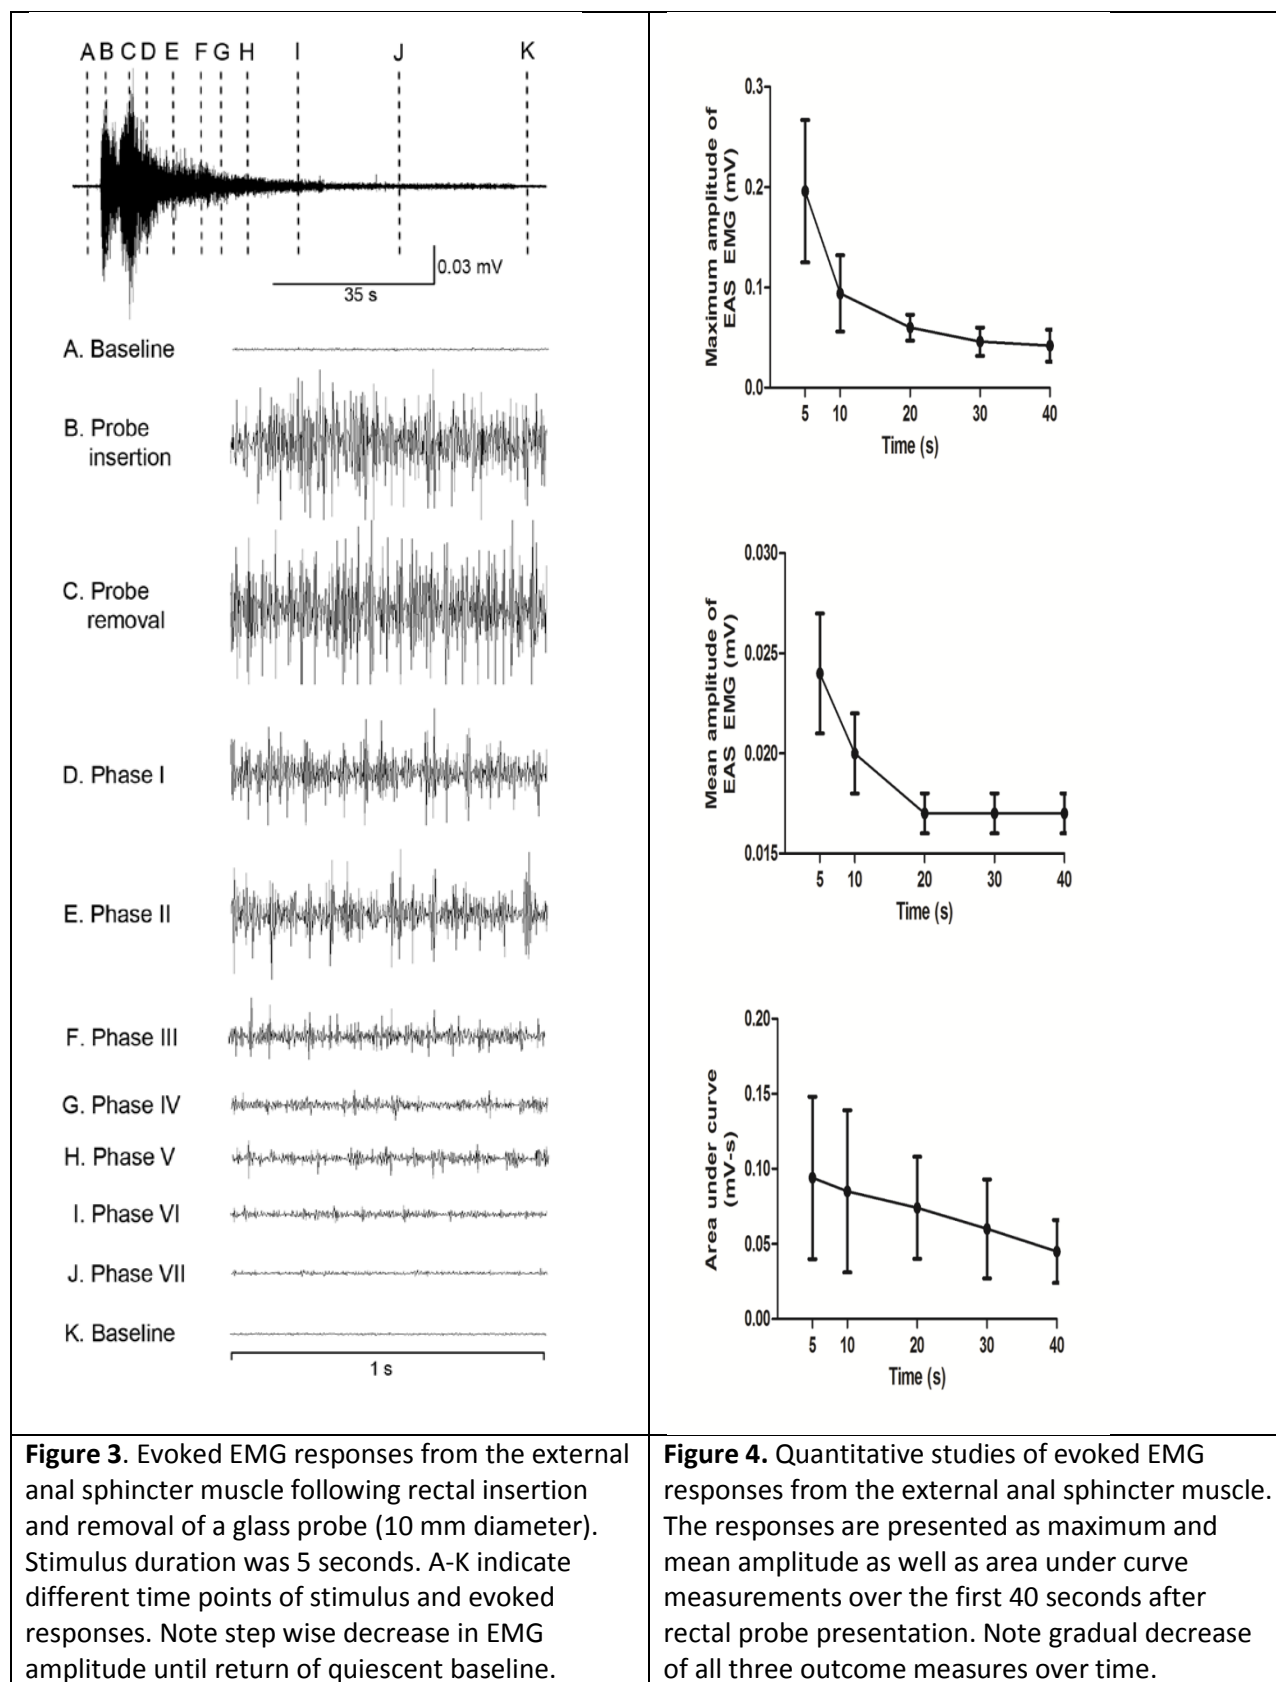 A B C D E F G H I J K
0.03 mV
35 s
A. Baseline
B. Probe
insertion
C. Probe
removal
D. Phase I
E. Phase II
F. Phase III
G. Phase IV
H. Phase V
I. Phase VI
J. Phase VII
K. Baseline
1 s
Figure 3. Evoked EMG responses from the external
anal sphincter muscle following rectal insertion
and removal of a glass probe (10 mm diameter).
Stimulus duration was 5 seconds. A-K indicate
different time points of stimulus and evoked
responses. Note step wise decrease in EMG
amplitude until return of quiescent baseline.
Maximum amplitude of
EAS EMG (mV)
0.3
0.2
0.1
0.0
5 10 20 30 40
Time (s)
Mean amplitude of
EAS EMG (mV)
0.030
0.025
0.020
0.015
5 10 20 30 40
Time (s)
Area under curve
(mV-s)
0.20
0.15
0.10
0.05
0.00
5 10 20 30 40
Time (s)
Figure 4. Quantitative studies of evoked EMG
responses from the external anal sphincter muscle.
The responses are presented as maximum and
mean amplitude as well as area under curve
measurements over the first 40 seconds after
rectal probe presentation. Note gradual decrease
of all three outcome measures over time.